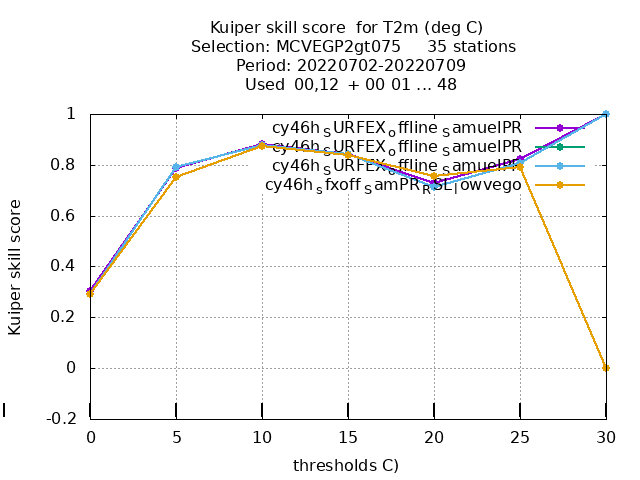 Kuiper skill score for T2m (deg C)
Selection: MCVEGP2gt075 35 stations
Period: 20220702-20220709
Used 00,12 + 00 01 ... 48
cy46h_SURFEX_offline_SamuelPR
cy46h_SURFEX_offline_SamuelPR
cy46h_SURFEX_offline_SamuelPR
cy46h_sfxoff_SamPR_RSL_lowvego
Kuiper skill score
1
0.8
0.6
0.4
0.2
0
-0.2
0 5 10 15 20 25 30
thresholds C)